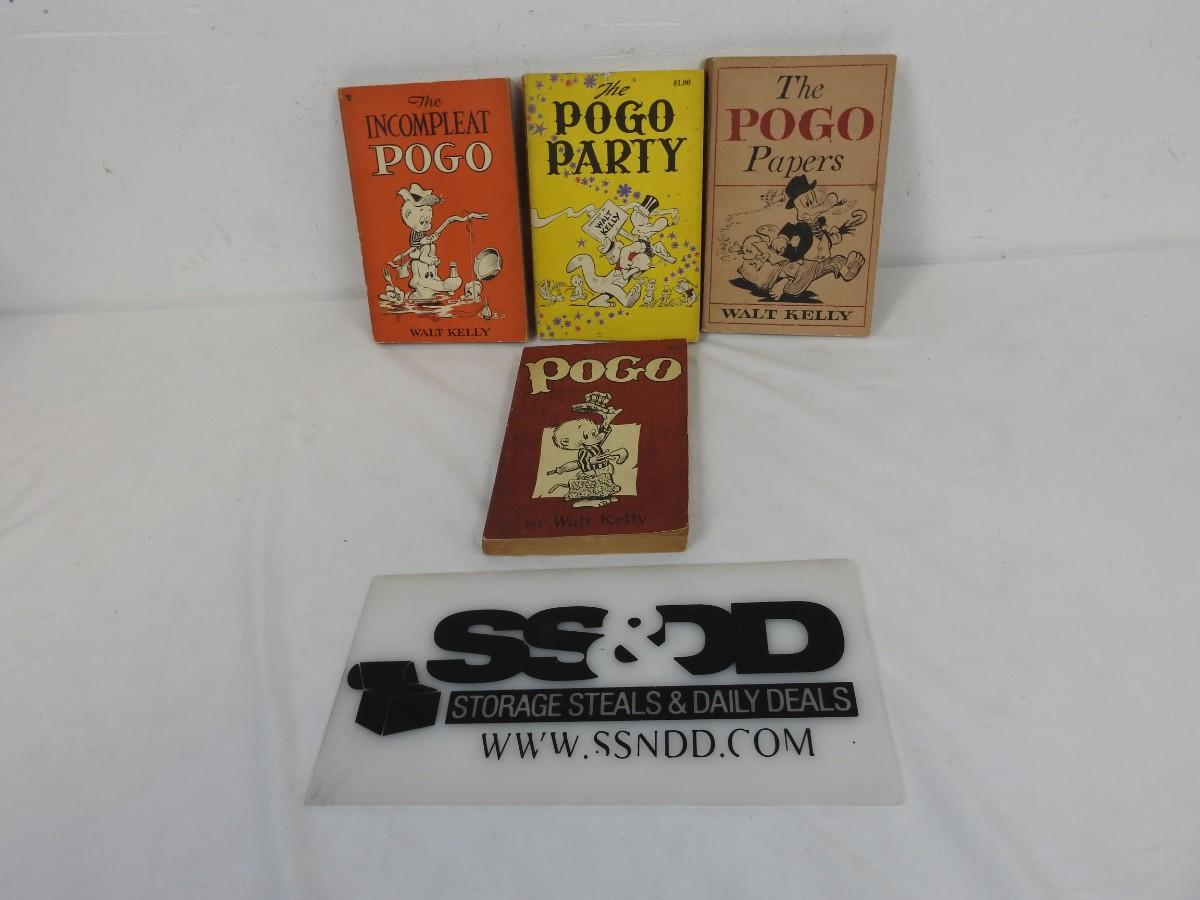 The
INCOMPLEAT
POGO
WALT KELLY
The
$1.00
POGO
PARTY
WALT
KELLY
The
POGO
Papers
WALT KELLY
POGO
BY Walt Kelly
SS&DD
STORAGE STEALS & DAILY DEALS
WWW.SSNDD.COM